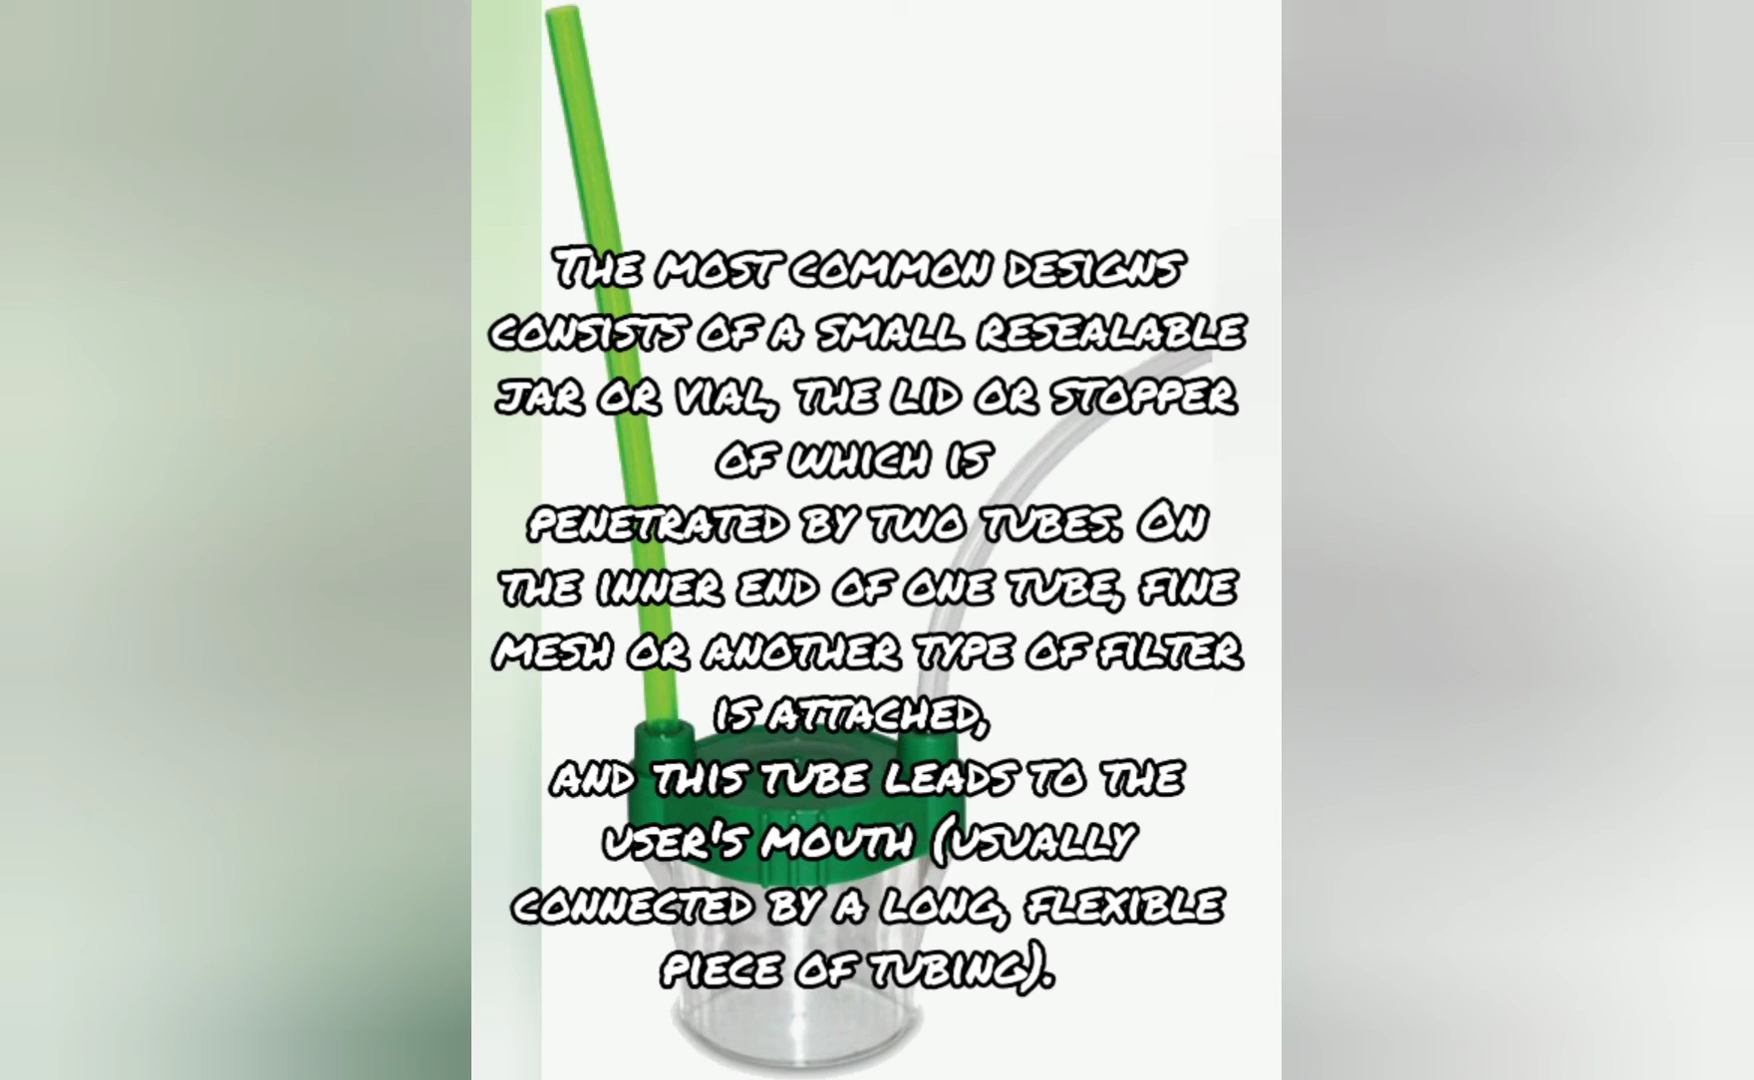 The most common designs
consists of a small resealable
jar or vial, the lid or stopper
of which is
penetrated by two tubes. On
the inner end of one tube, fine
mesh or another type of filter
is attached,
and this tube leads to the
user's mouth (usually
connected by a long, flexible
piece of tubing).